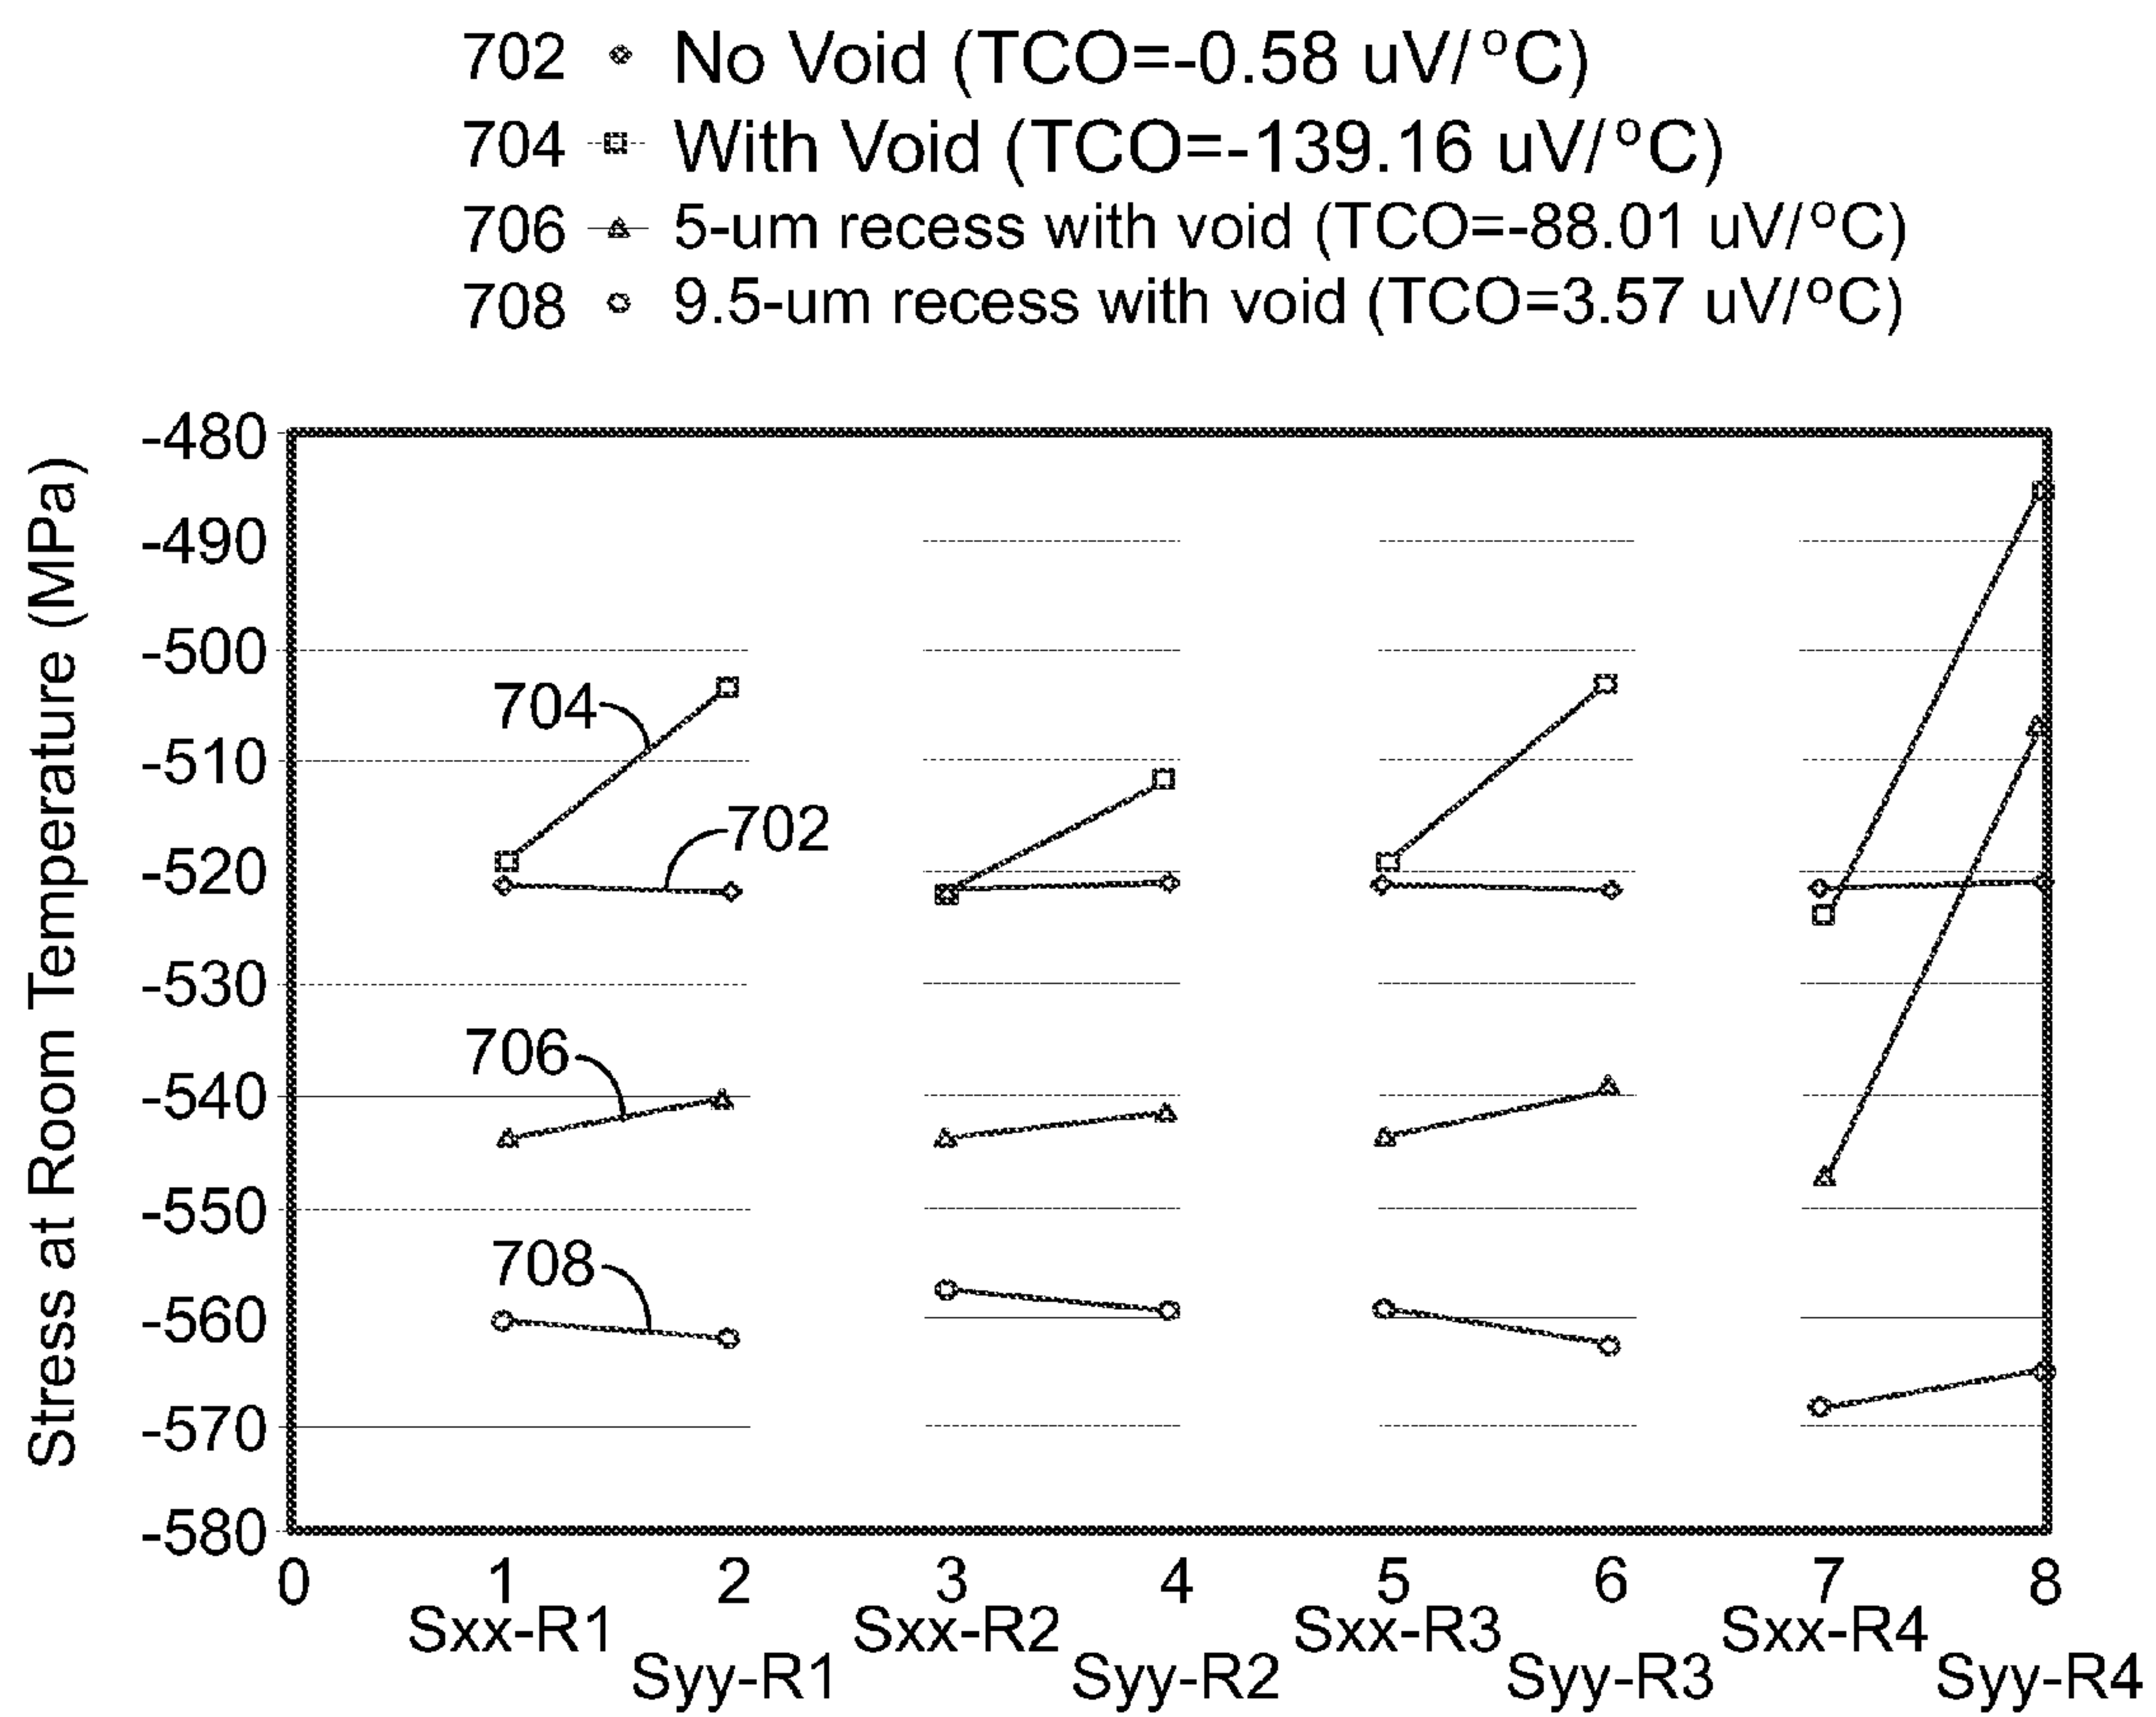 702 No Void (TCO=-0.58 uV/°C)
704 With Void (TCO=-139.16 uV/°C)
706 5-um recess with void (TCO=-88.01 uV/°C)
708 9.5-um recess with void (TCO=3.57 uV/°C)
Stress at Room Temperature (MPa)
-480
-490
-500
-510
-520
-530
-540
-550
-560
-570
-580
704
702
706
708
0 1 2 3 4 5 6 7 8
Sxx-R1 Sxx-R2 Sxx-R3 Sxx-R4
Syy-R1 Syy-R2 Syy-R3 Syy-R4